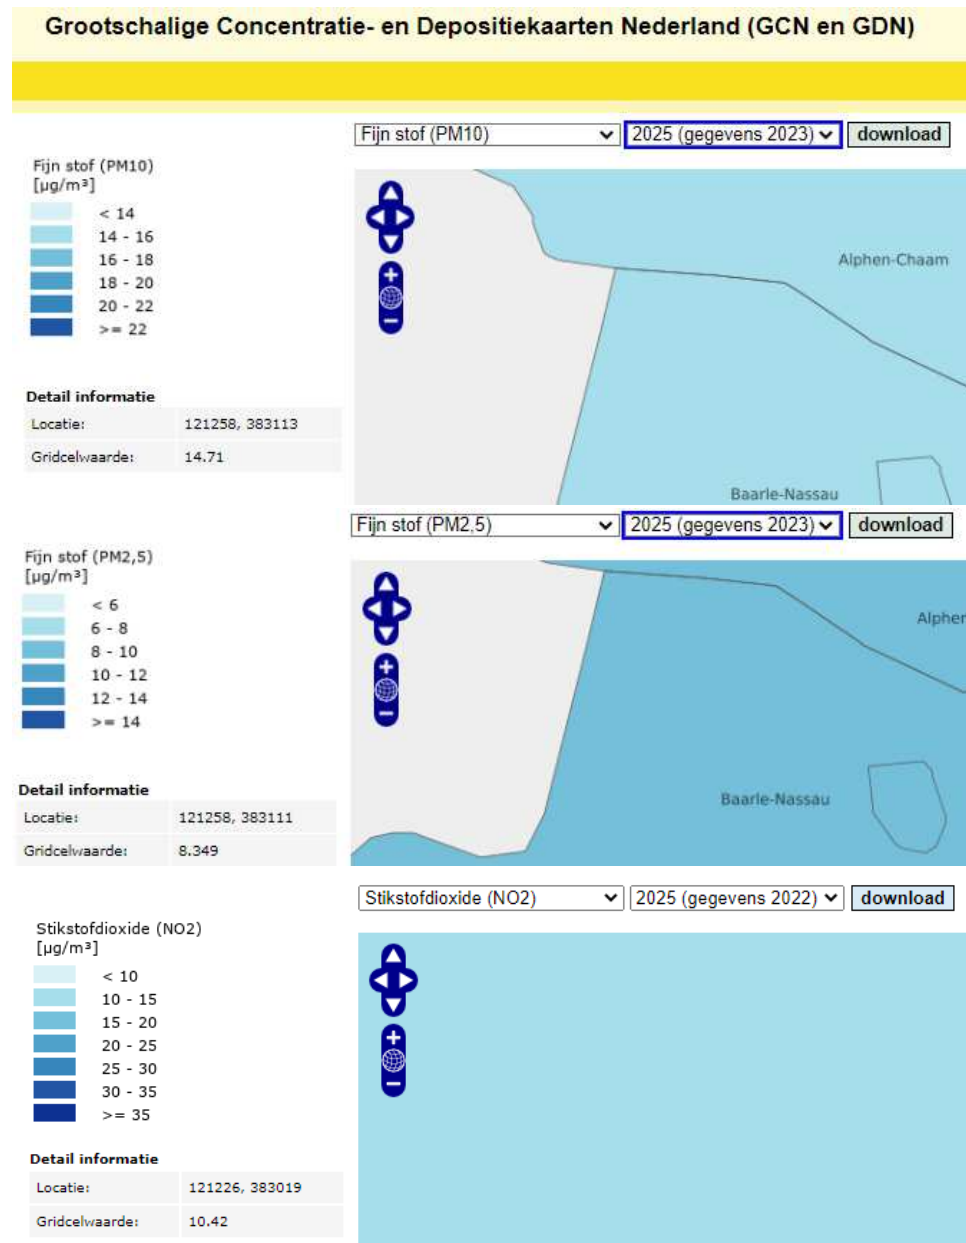 Grootschalige Concentratie- en Depositiekaarten Nederland (GCN en GDN)
Fijn stof (PM10) 2025 (gegevens 2023) download
Fijn stof (PM10)
[µg/m³]
< 14
14 - 16
16 - 18
18 - 20
20 - 22
>= 22
Alphen-Chaam
Baarle-Nassau
Detail informatie
Locatie: 121258, 383113
Gridcelwaarde: 14.71
Fijn stof (PM2,5) 2025 (gegevens 2023) download
Fijn stof (PM2,5)
[µg/m³]
< 6
6 - 8
8 - 10
10 - 12
12 - 14
>= 14
Alphen
Baarle-Nassau
Detail informatie
Locatie: 121258, 383111
Gridcelwaarde: 8.349
Stikstofdioxide (NO2) 2025 (gegevens 2022) download
Stikstofdioxide (NO2)
[µg/m³]
< 10
10 - 15
15 - 20
20 - 25
25 - 30
30 - 35
>= 35
Detail informatie
Locatie: 121226, 383019
Gridcelwaarde: 10.42